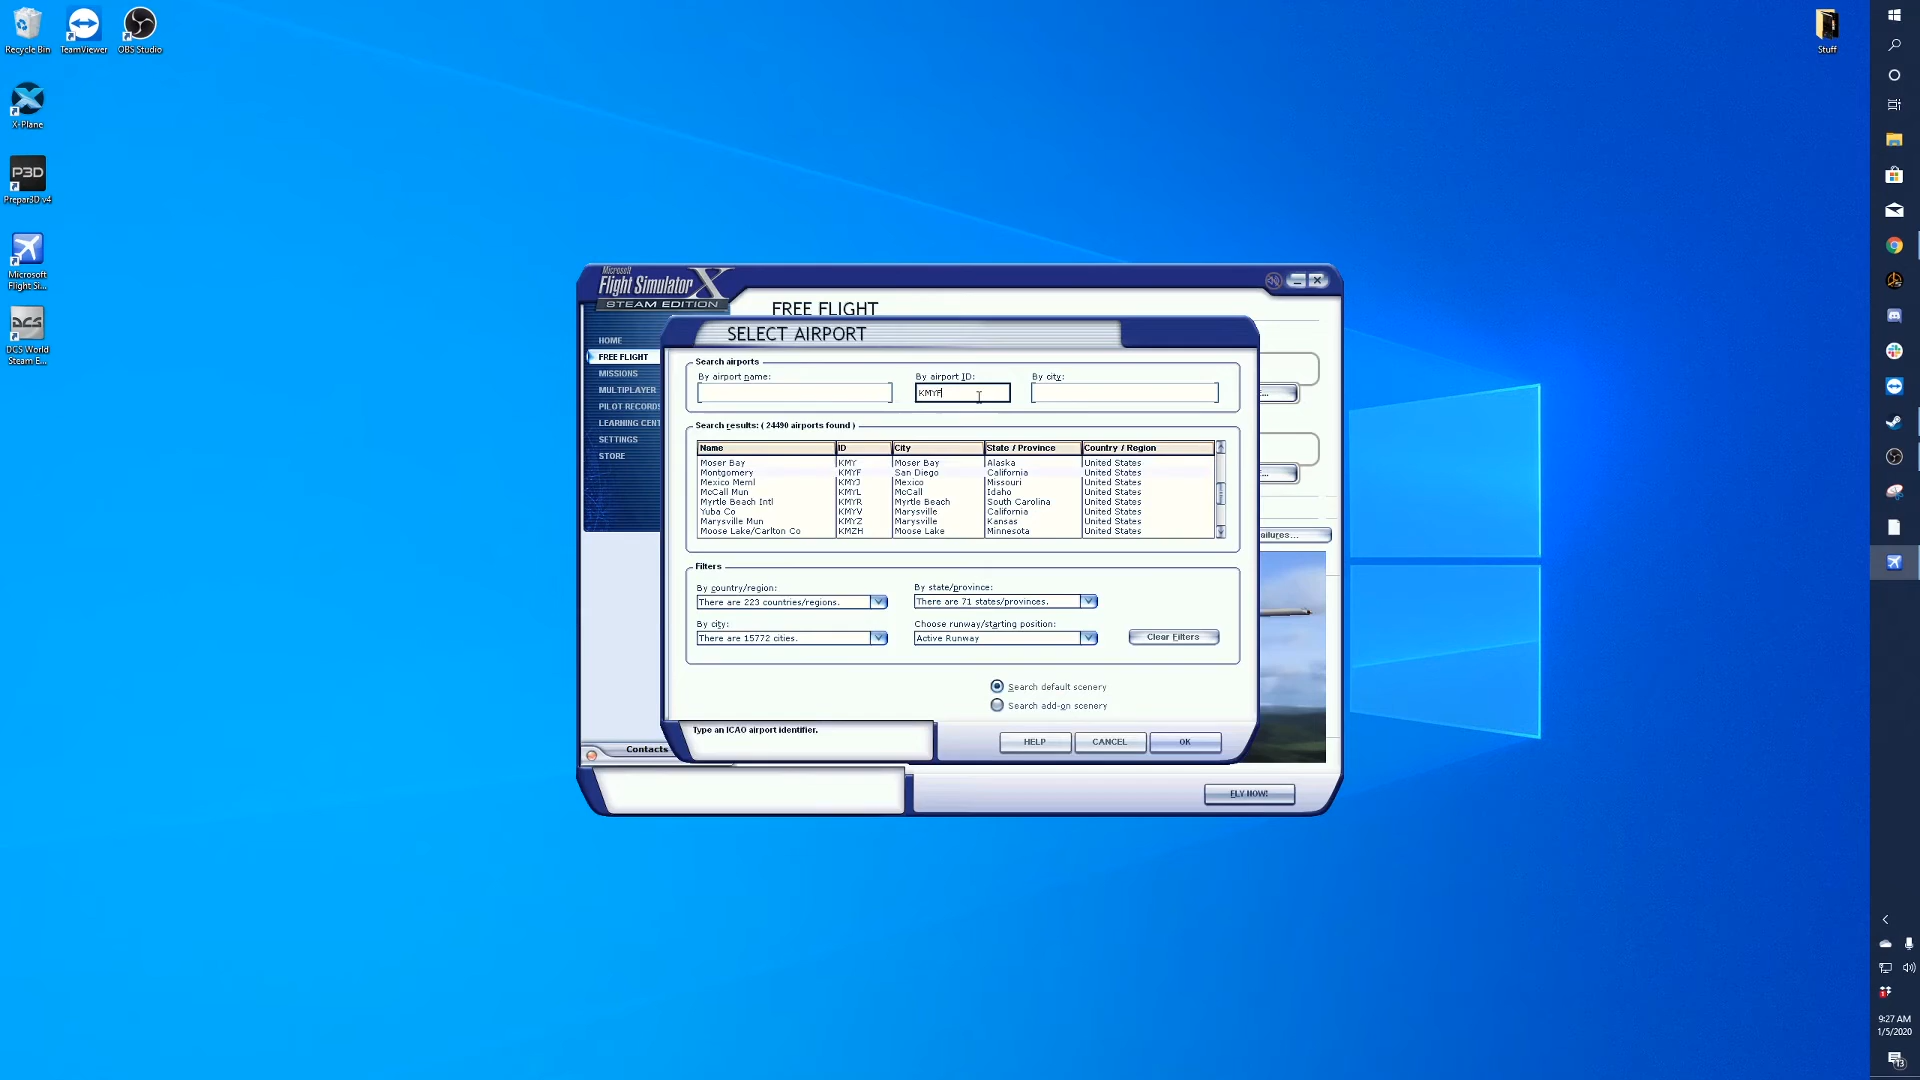 Recycle Bin
TeamViewer
OBS Studio
Stuff
X-Plane
P3D
Prepar3D v4
Microsoft
Flight Si...
DCS
DCS World
Steam E...
Microsoft
Flight Simulator X
STEAM EDITION
FREE FLIGHT
SELECT AIRPORT
HOME
FREE FLIGHT
MISSIONS
MULTIPLAYER
PILOT RECORDS
LEARNING CENT
SETTINGS
STORE
Search airports
By airport name:
By airport ID:
By city:
KMYF
Search results: ( 24490 airports found )
Name ID City State / Province Country / Region
Moser Bay KMY Moser Bay Alaska United States
Montgomery KMYF San Diego California United States
Mexico Meml KMYJ Mexico Missouri United States
McCall Mun KMYL McCall Idaho United States
Myrtle Beach Intl KMYR Myrtle Beach South Carolina United States
Yuba Co KMYV Marysville California United States
Marysville Mun KMYZ Marysville Kansas United States
Moose Lake/Carlton Co KMZH Moose Lake Minnesota United States
ailures...
Filters
By country/region:
There are 223 countries/regions.
By state/province:
There are 71 states/provinces.
By city:
There are 15772 cities.
Choose runway/starting position:
Active Runway
Clear Filters
Search default scenery
Search add-on scenery
Type an ICAO airport identifier.
HELP
CANCEL
OK
Contacts
FLY NOW!
9:27 AM
1/5/2020
13